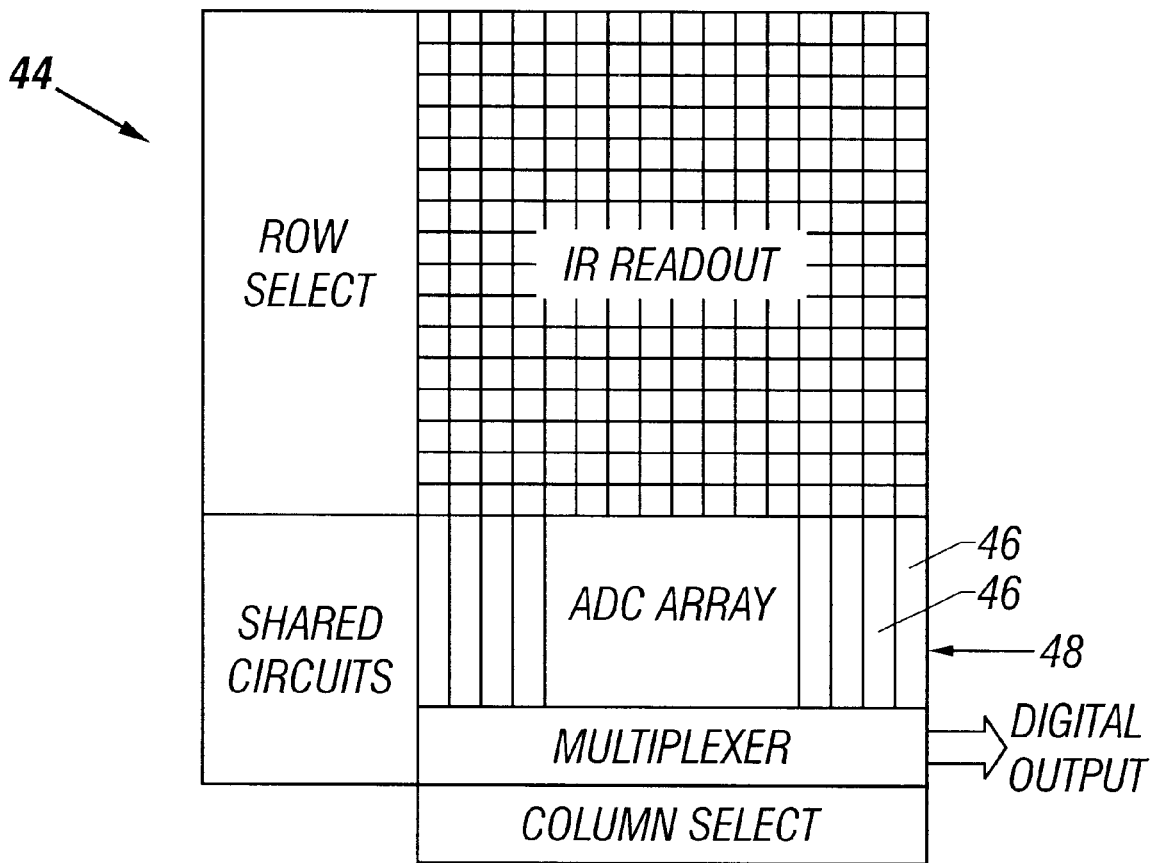 44
ROW
SELECT
IR READOUT
46
46
ADC ARRAY
SHARED
CIRCUITS
48
MULTIPLEXER
DIGITAL
OUTPUT
COLUMN SELECT